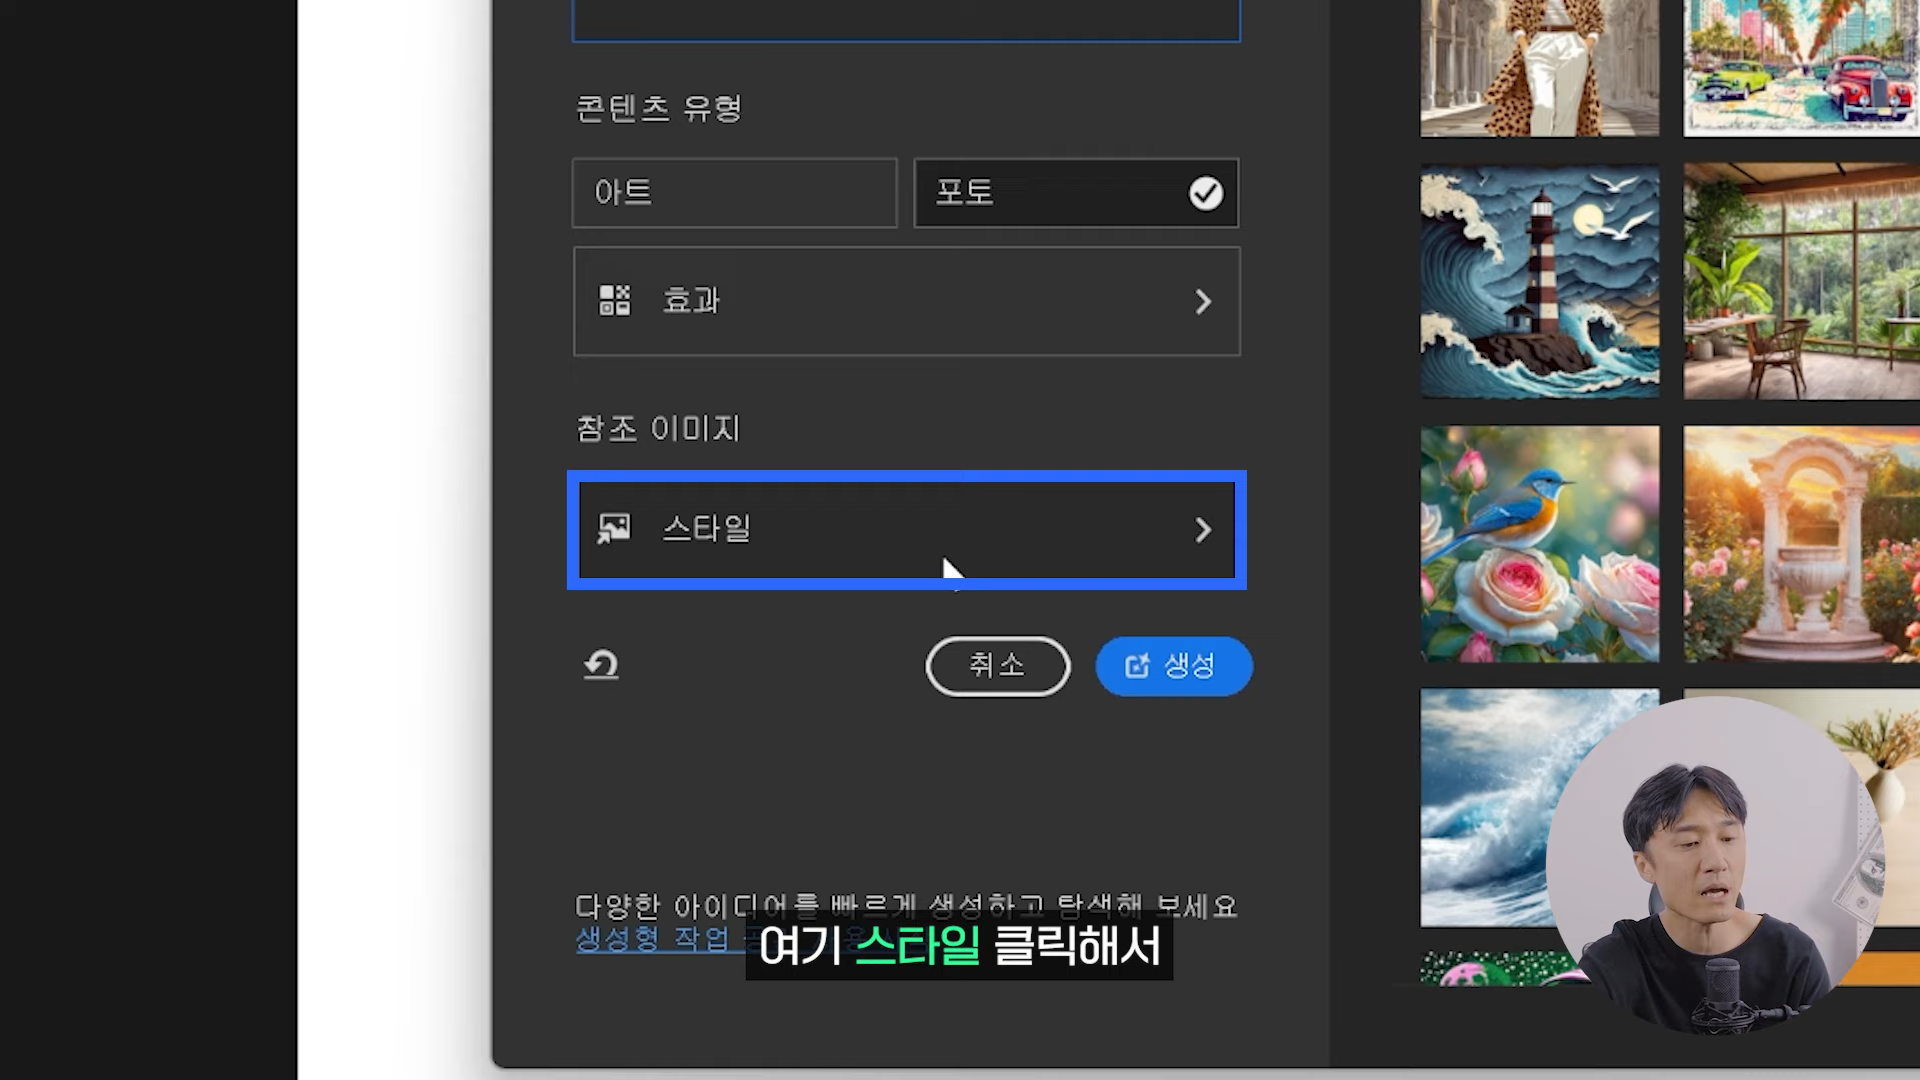 콘텐츠 유형
아트
포토
효과
참조 이미지
스타일
취소
생성
다양한 아이디어를 빠르게 생성하고 탐색해 보세요
생성형 작업
여기 스타일 클릭해서